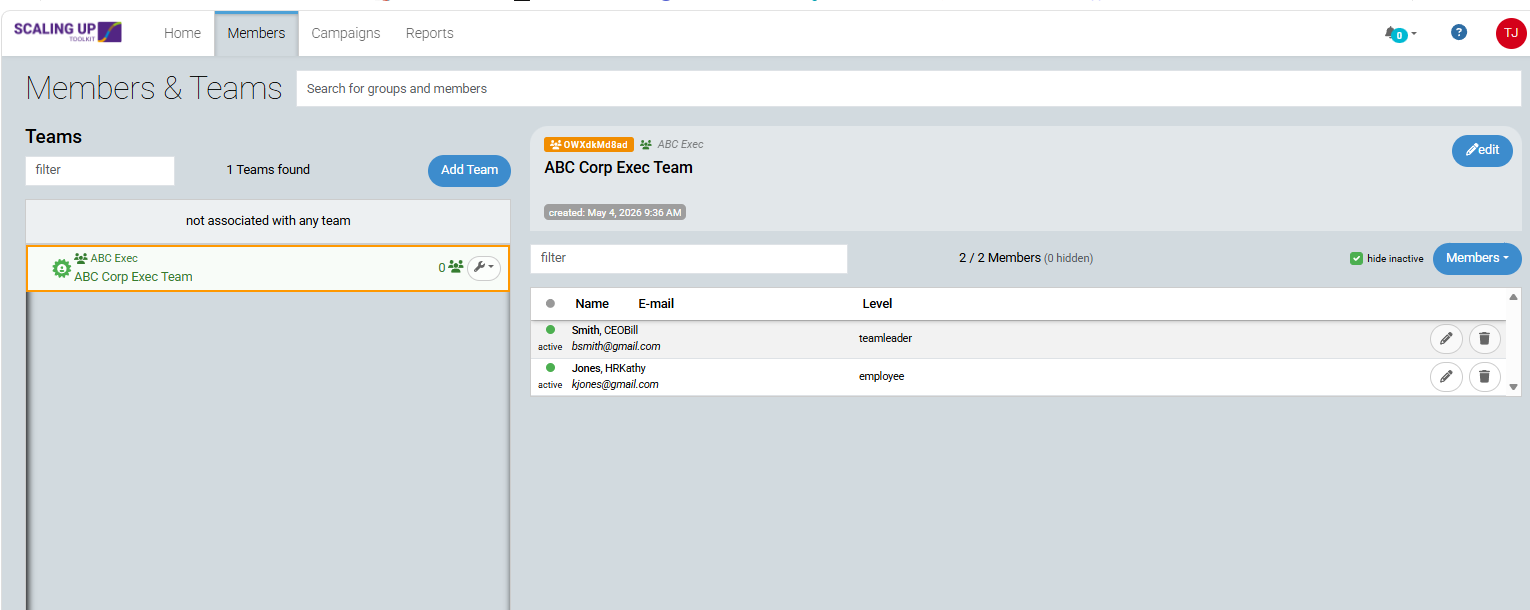 SCALING UP
TOOLKIT
Home Members Campaigns Reports
0
?
TJ
Members & Teams
Search for groups and members
Teams
filter
1 Teams found
Add Team
not associated with any team
ABC Exec
ABC Corp Exec Team
0
OWXdkMd8ad ABC Exec
ABC Corp Exec Team
edit
created: May 4, 2026 9:36 AM
filter
2 / 2 Members (0 hidden)
hide inactive
Members
Name E-mail Level
Smith, CEOBill
active bsmith@gmail.com teamleader
Jones, HRKathy
active kjones@gmail.com employee